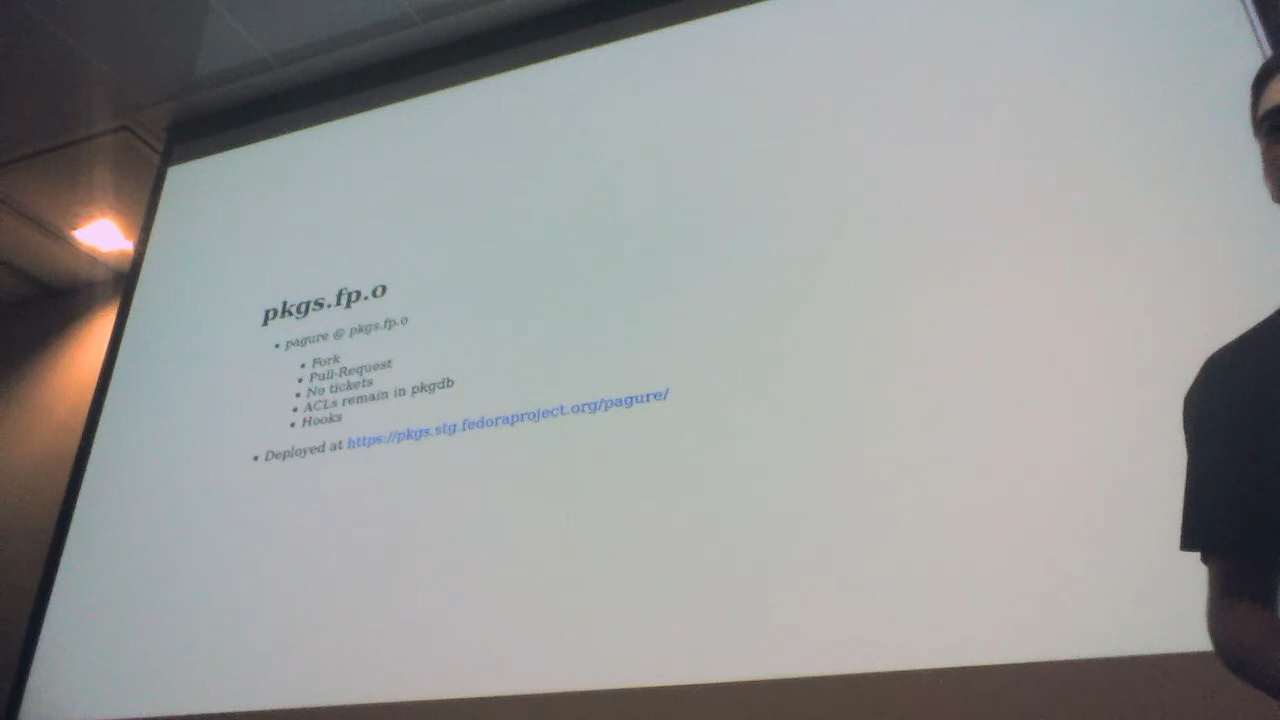 pkgs.fp.o
• pagure @ pkgs.fp.o
• Fork
• Pull-Request
• No tickets
• ACLs remain in pkgdb
• Hooks
• Deployed at https://pkgs.stg.fedoraproject.org/pagure/